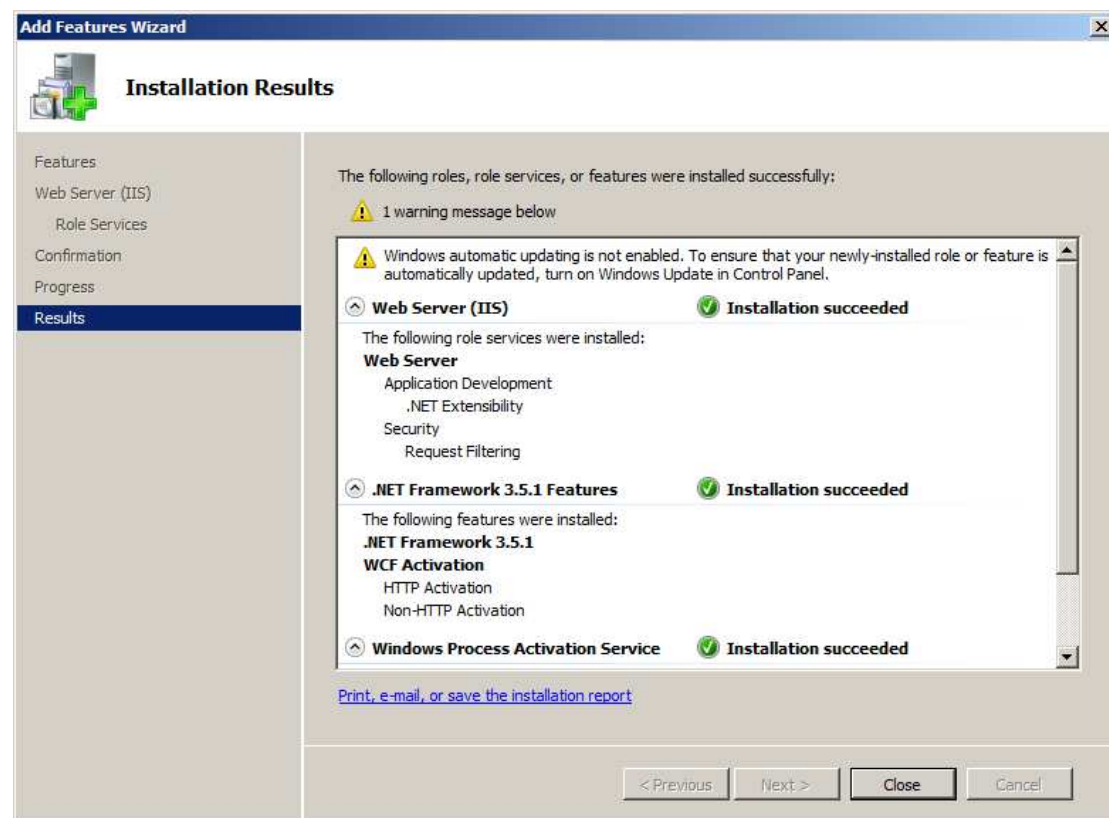 Add Features Wizard
Installation Results
Features
Web Server (IIS)
Role Services
Confirmation
Progress
Results
The following roles, role services, or features were installed successfully:
1 warning message below
Windows automatic updating is not enabled. To ensure that your newly-installed role or feature is
automatically updated, turn on Windows Update in Control Panel.
Web Server (IIS) Installation succeeded
The following role services were installed:
Web Server
Application Development
.NET Extensibility
Security
Request Filtering
.NET Framework 3.5.1 Features Installation succeeded
The following features were installed:
.NET Framework 3.5.1
WCF Activation
HTTP Activation
Non-HTTP Activation
Windows Process Activation Service Installation succeeded
Print, e-mail, or save the installation report
< Previous Next > Close Cancel